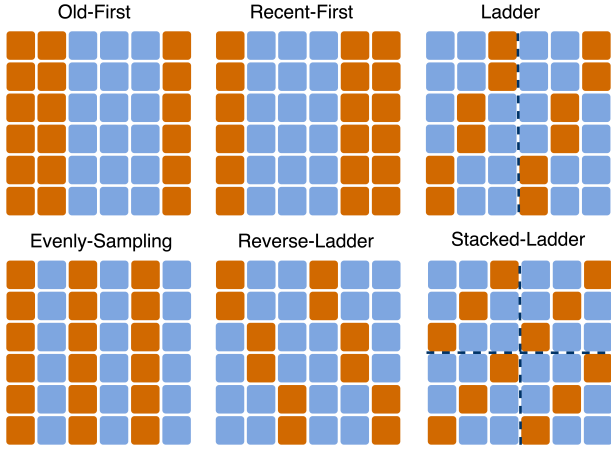 Old-First
Recent-First
Ladder
Evenly-Sampling
Reverse-Ladder
Stacked-Ladder